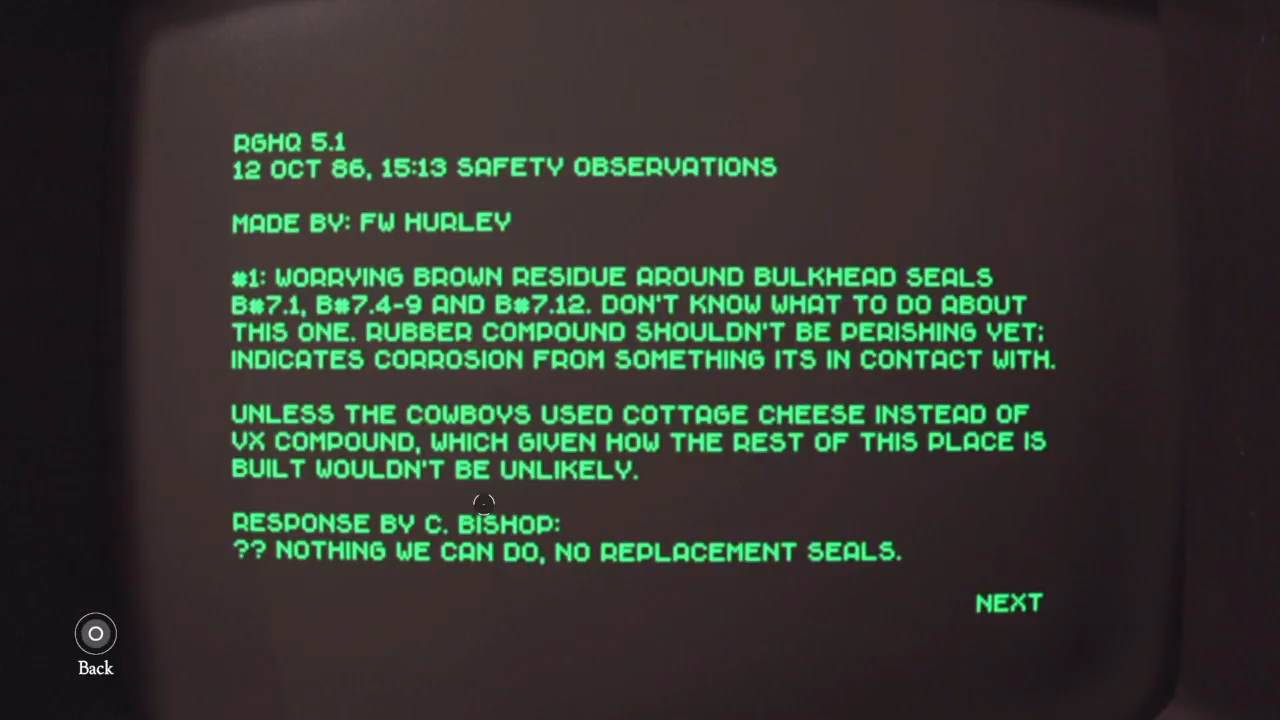 RGHQ 5.1
12 OCT 86, 15:13 SAFETY OBSERVATIONS
MADE BY: FW HURLEY
#1: WORRYING BROWN RESIDUE AROUND BULKHEAD SEALS
B#7.1, B#7.4-9 AND B#7.12. DON'T KNOW WHAT TO DO ABOUT
THIS ONE. RUBBER COMPOUND SHOULDN'T BE PERISHING YET;
INDICATES CORROSION FROM SOMETHING ITS IN CONTACT WITH.
UNLESS THE COWBOYS USED COTTAGE CHEESE INSTEAD OF
VX COMPOUND, WHICH GIVEN HOW THE REST OF THIS PLACE IS
BUILT WOULDN'T BE UNLIKELY.
RESPONSE BY C. BISHOP:
?? NOTHING WE CAN DO, NO REPLACEMENT SEALS.
NEXT
Back